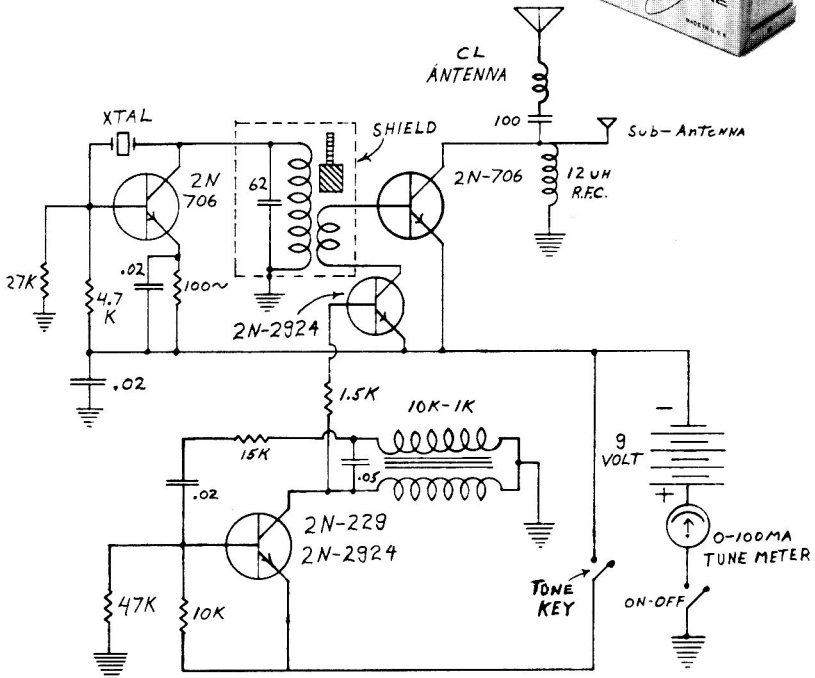 MADE IN U.S.A.
CL
ANTENNA
XTAL
SHIELD
100
Sub-Antenna
2N
706
62
2N-706
12 UH
R.F.C.
27K
4.7
K
.02
100~
2N-2924
.02
1.5K
10K-1K
9
VOLT
15K
.05
.02
2N-229
2N-2924
0-100MA
TUNE METER
TONE
KEY
ON-OFF
47K
10K